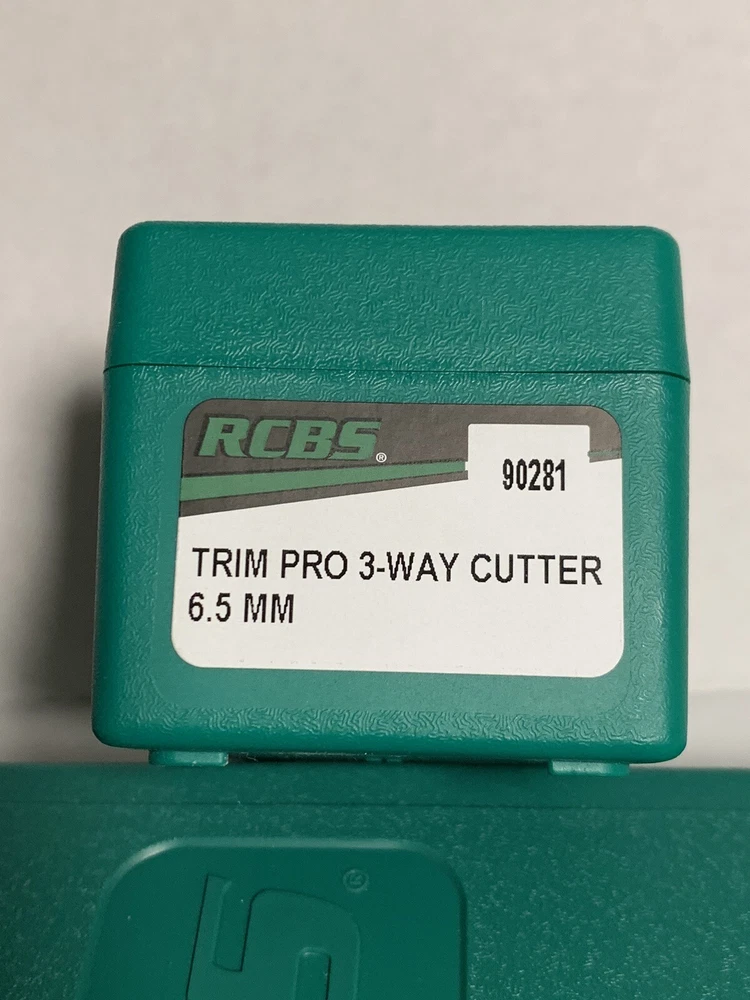 RCBS®
90281
TRIM PRO 3-WAY CUTTER
6.5 MM
®